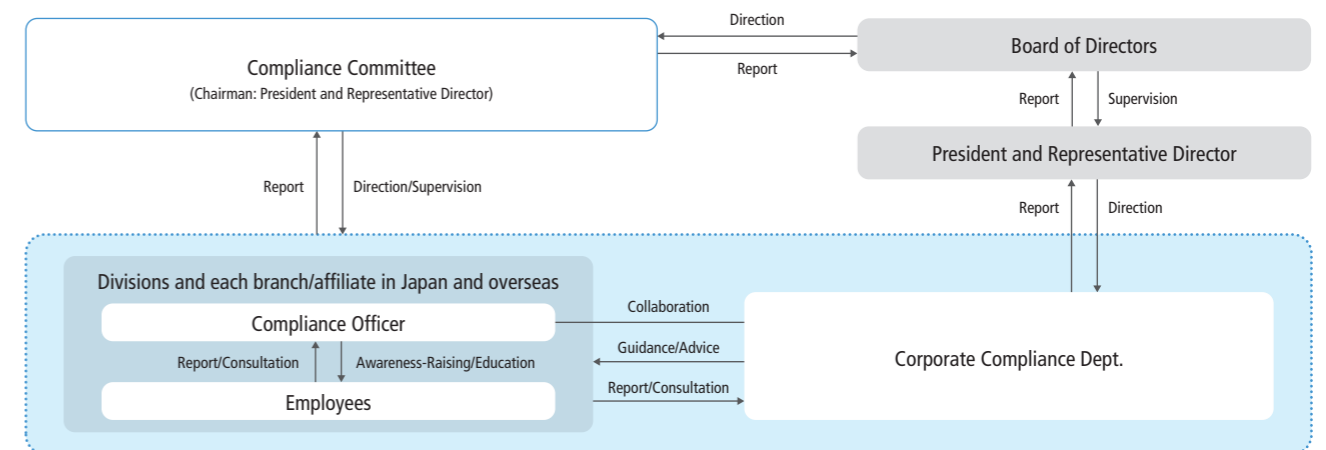 Direction
Compliance Committee
(Chairman: President and Representative Director)
Report
Board of Directors
Report
Supervision
President and Representative Director
Report
Direction/Supervision
Report
Direction
Divisions and each branch/affiliate in Japan and overseas
Compliance Officer
Collaboration
Report/Consultation
Awareness-Raising/Education
Guidance/Advice
Corporate Compliance Dept.
Employees
Report/Consultation